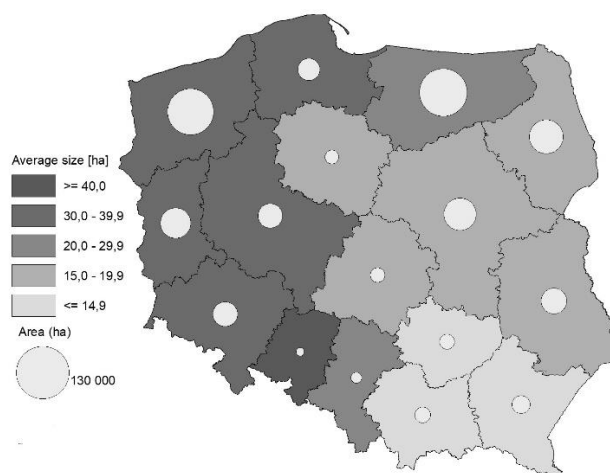 Average size [ha]
>= 40,0
30,0 - 39,9
20,0 - 29,9
15,0 - 19,9
<= 14,9
Area (ha)
130 000